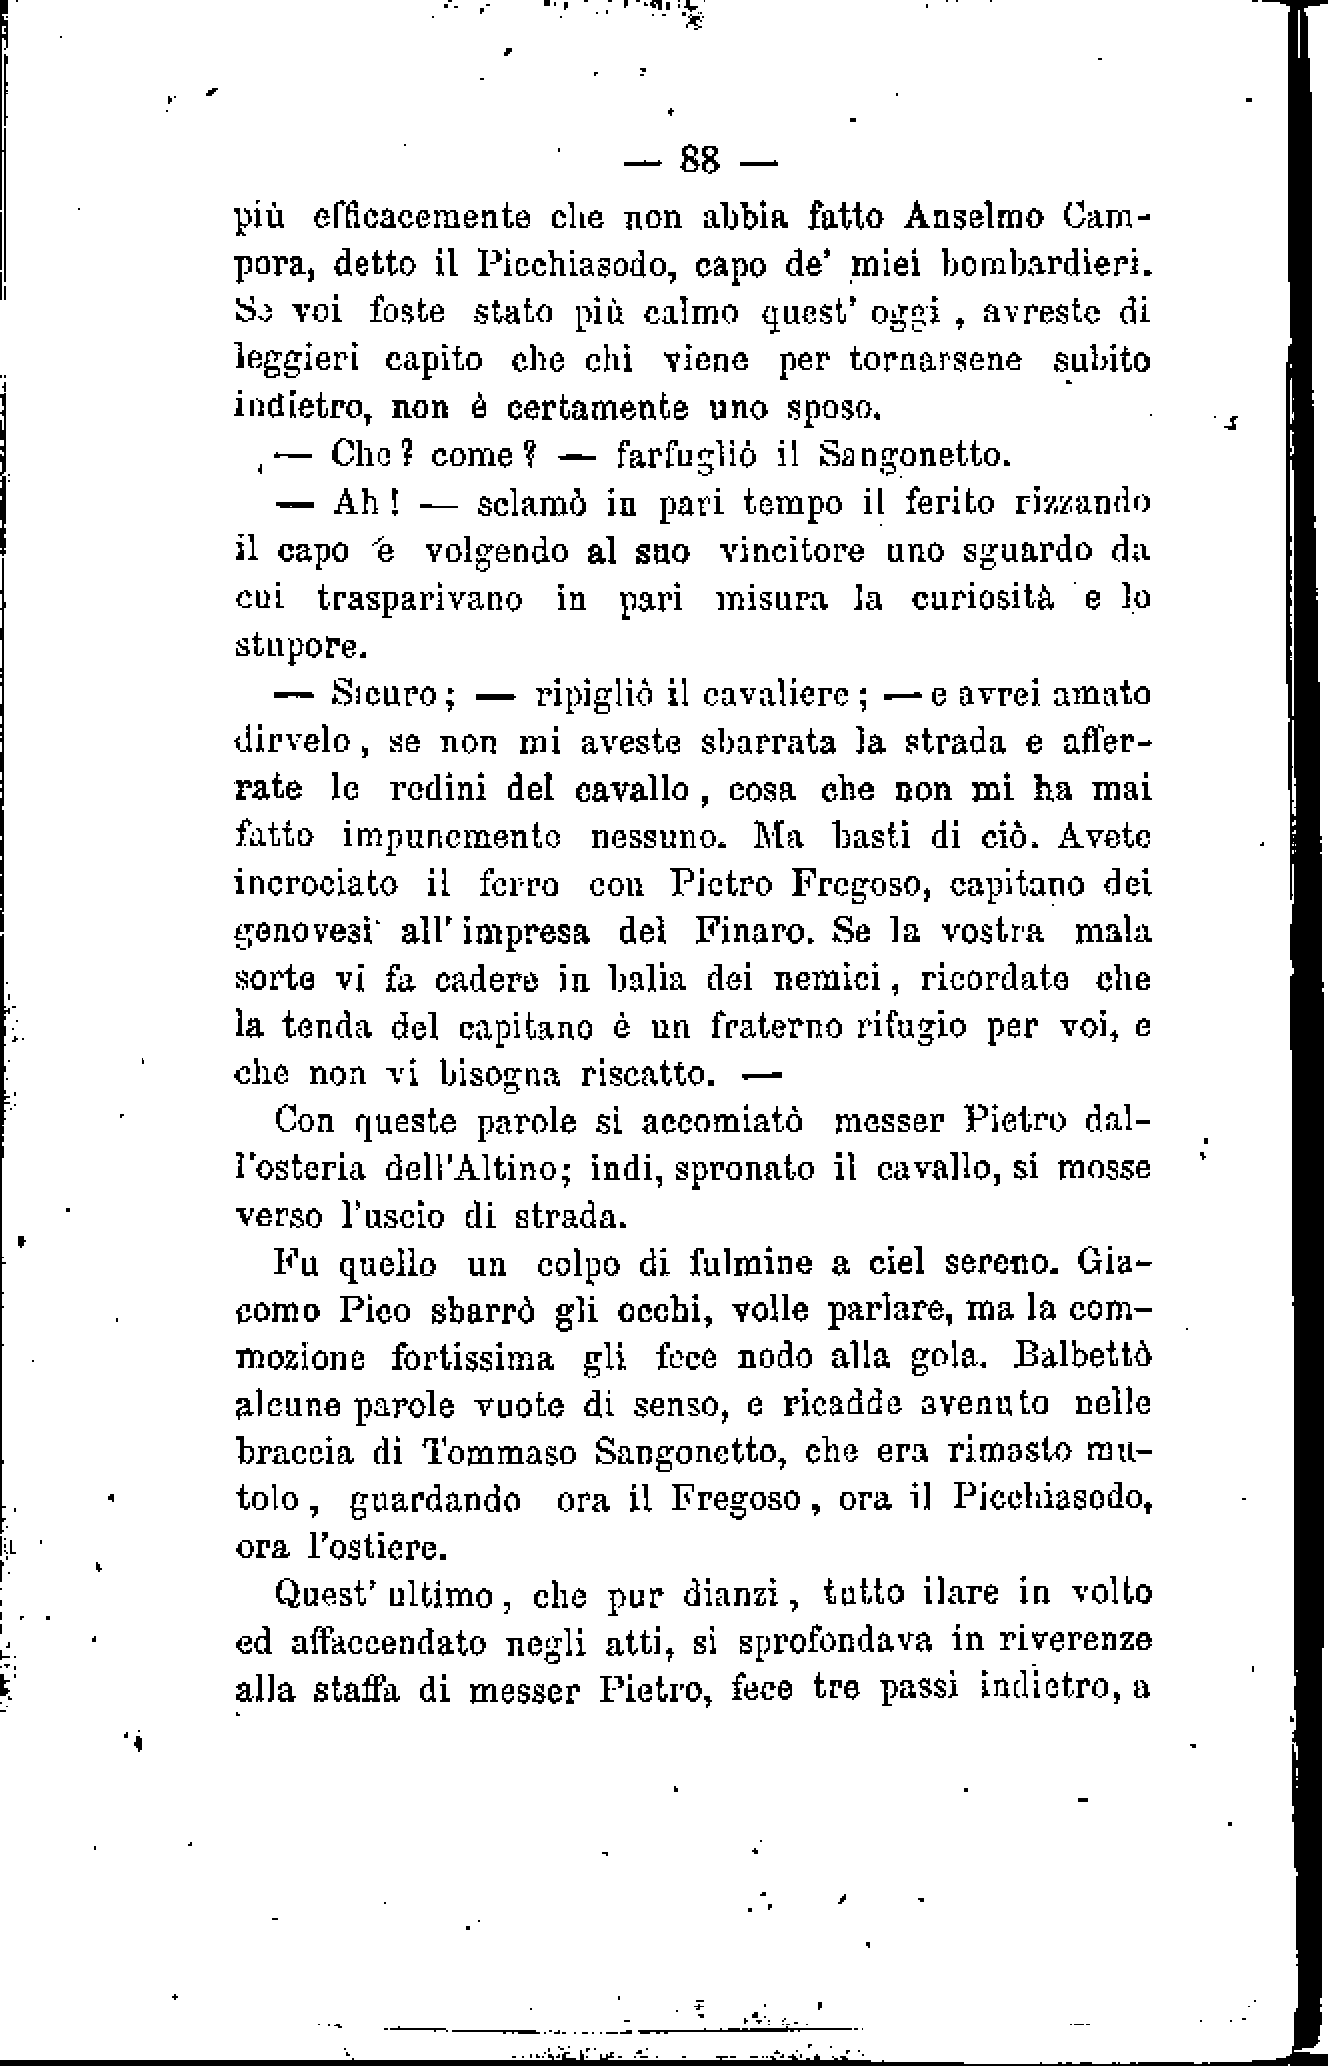 — 88 —
più efficacemente che non abbia fatto Anselmo Cam-
pora, detto il Picchiasodo, capo de' miei bombardieri.
Se voi foste stato più calmo quest' oggi, avreste di
leggieri capito che chi viene per tornarsene subito
indietro, non è certamente uno sposo.
— Che? come? — farfugliò il Sangonetto.
— Ah! — sclamò in pari tempo il ferito rizzando
il capo e volgendo al suo vincitore uno sguardo da
cui trasparivano in pari misura la curiosità e lo
stupore.
— Sicuro; — ripigliò il cavaliere; — e avrei amato
dirvelo, se non mi aveste sbarrata la strada e affer-
rate le redini del cavallo, cosa che non mi ha mai
fatto impunemente nessuno. Ma basti di ciò. Avete
incrociato il ferro con Pietro Fregoso, capitano dei
genovesi all' impresa del Finaro. Se la vostra mala
sorte vi fa cadere in balia dei nemici, ricordate che
la tenda del capitano è un fraterno rifugio per voi, e
che non vi bisogna riscatto. —
Con queste parole si accomiatò messer Pietro dal-
l'osteria dell'Altino; indi, spronato il cavallo, si mosse
verso l'uscio di strada.
Fu quello un colpo di fulmine a ciel sereno. Gia-
como Pico sbarrò gli occhi, volle parlare, ma la com-
mozione fortissima gli fece nodo alla gola. Balbettò
alcune parole vuote di senso, e ricadde svenuto nelle
braccia di Tommaso Sangonetto, che era rimasto mu-
tolo, guardando ora il Fregoso, ora il Picchiasodo,
ora l'ostiere.
Quest' ultimo, che pur dianzi, tutto ilare in volto
ed affaccendato negli atti, si sprofondava in riverenze
alla staffa di messer Pietro, fece tre passi indietro, a